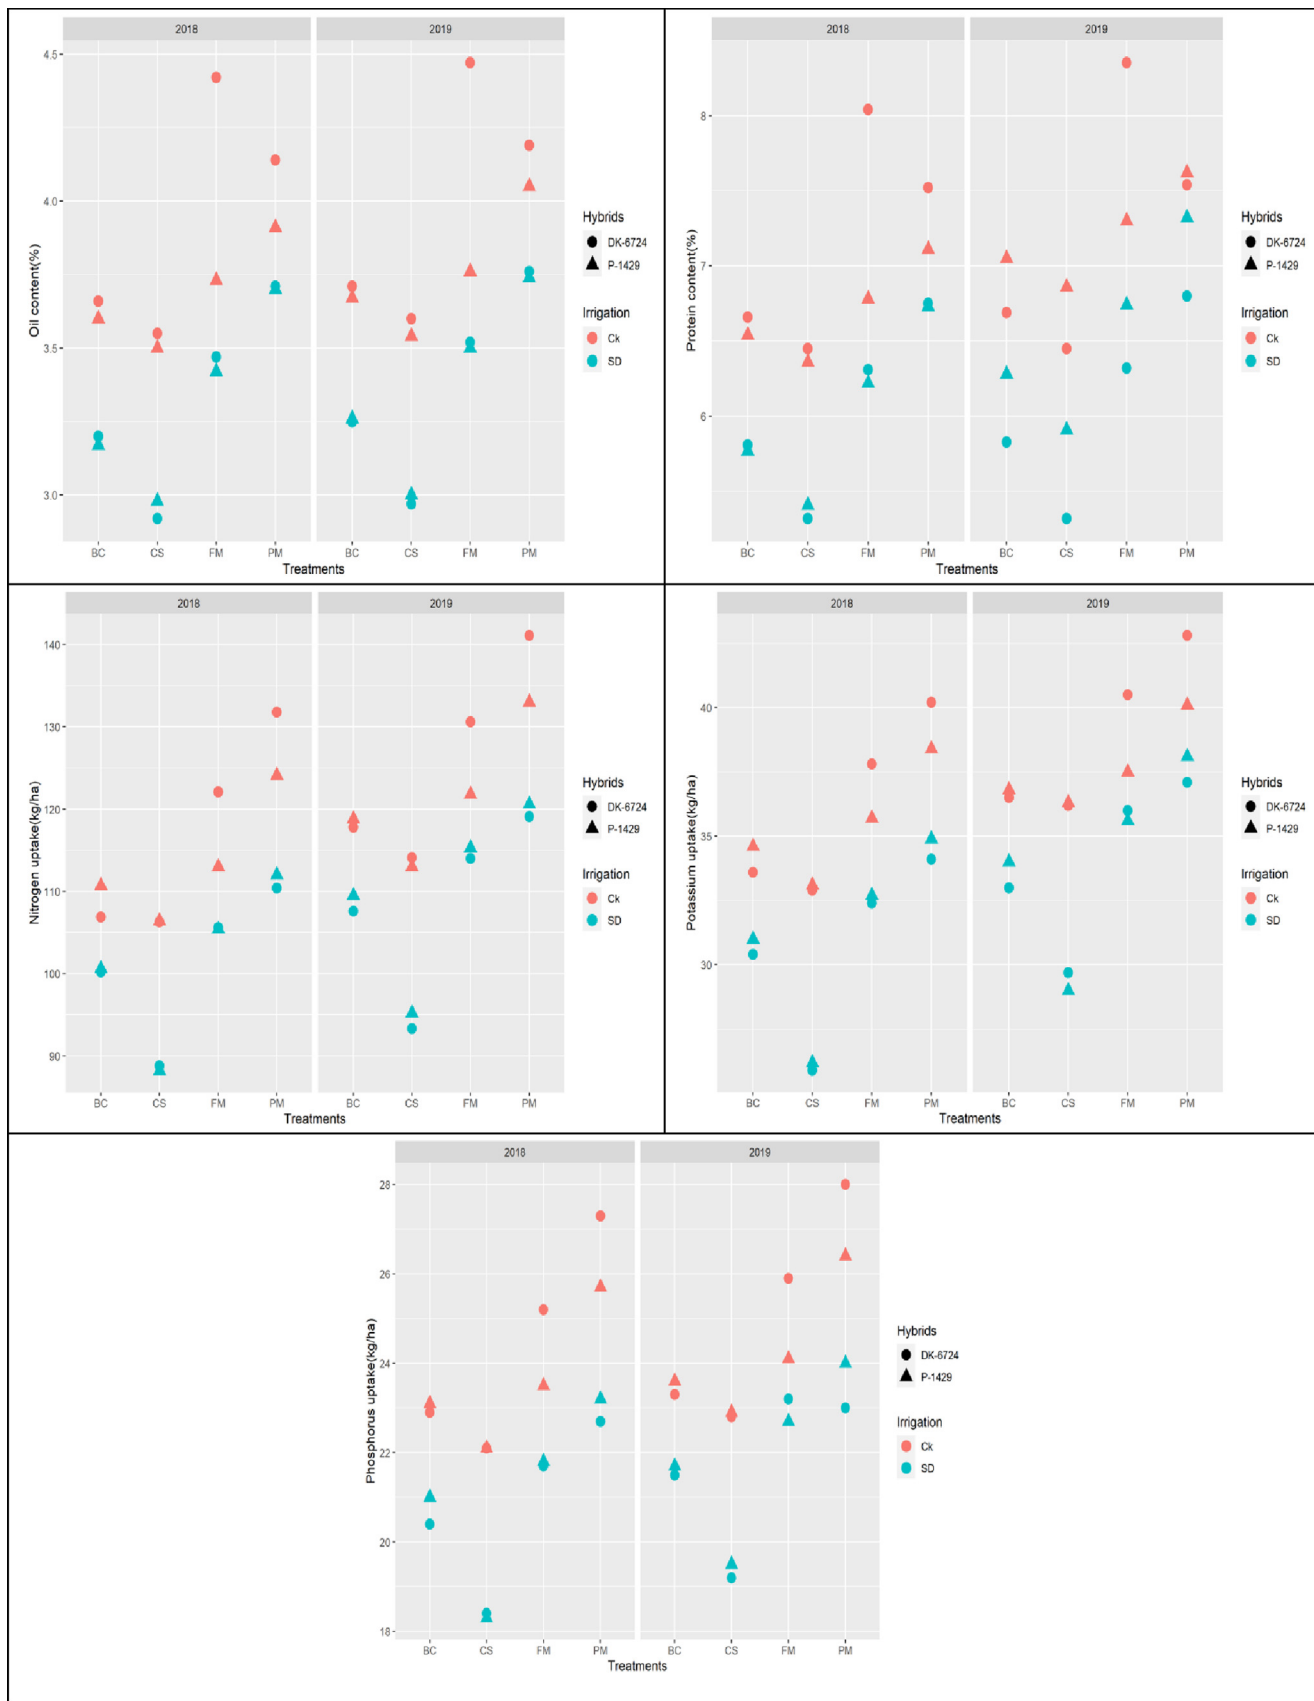 2018 2019
4.5
4.0
3.5
3.0
Oil content(%)
BC CS FM PM BC CS FM PM
Treatments
Hybrids
DK-6724
P-1429
Irrigation
Ck
SD
2018 2019
8
7
6
Protein content(%)
BC CS FM PM BC CS FM PM
Treatments
Hybrids
DK-6724
P-1429
Irrigation
Ck
SD
2018 2019
140
130
120
110
100
90
Nitrogen uptake(kg/ha)
BC CS FM PM BC CS FM PM
Treatments
Hybrids
DK-6724
P-1429
Irrigation
Ck
SD
2018 2019
40
35
30
Potassium uptake(kg/ha)
BC CS FM PM BC CS FM PM
Treatments
Hybrids
DK-6724
P-1429
Irrigation
Ck
SD
2018 2019
28
26
24
22
20
18
Phosphorus uptake(kg/ha)
BC CS FM PM BC CS FM PM
Treatments
Hybrids
DK-6724
P-1429
Irrigation
Ck
SD